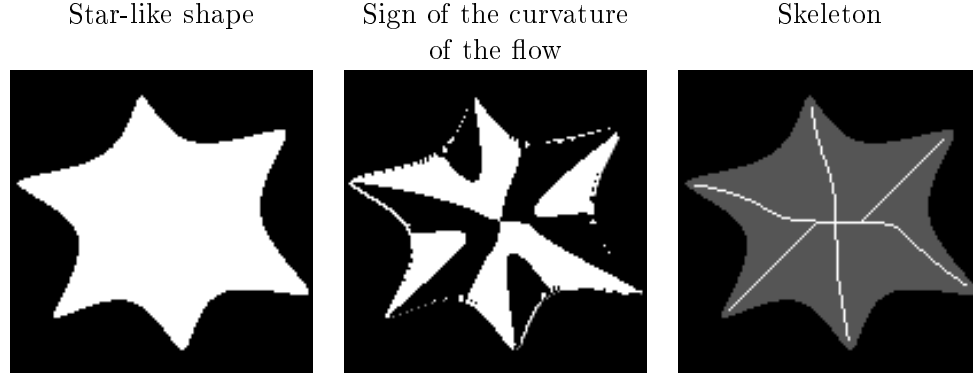 Star-like shape
Sign of the curvature
of the flow
Skeleton